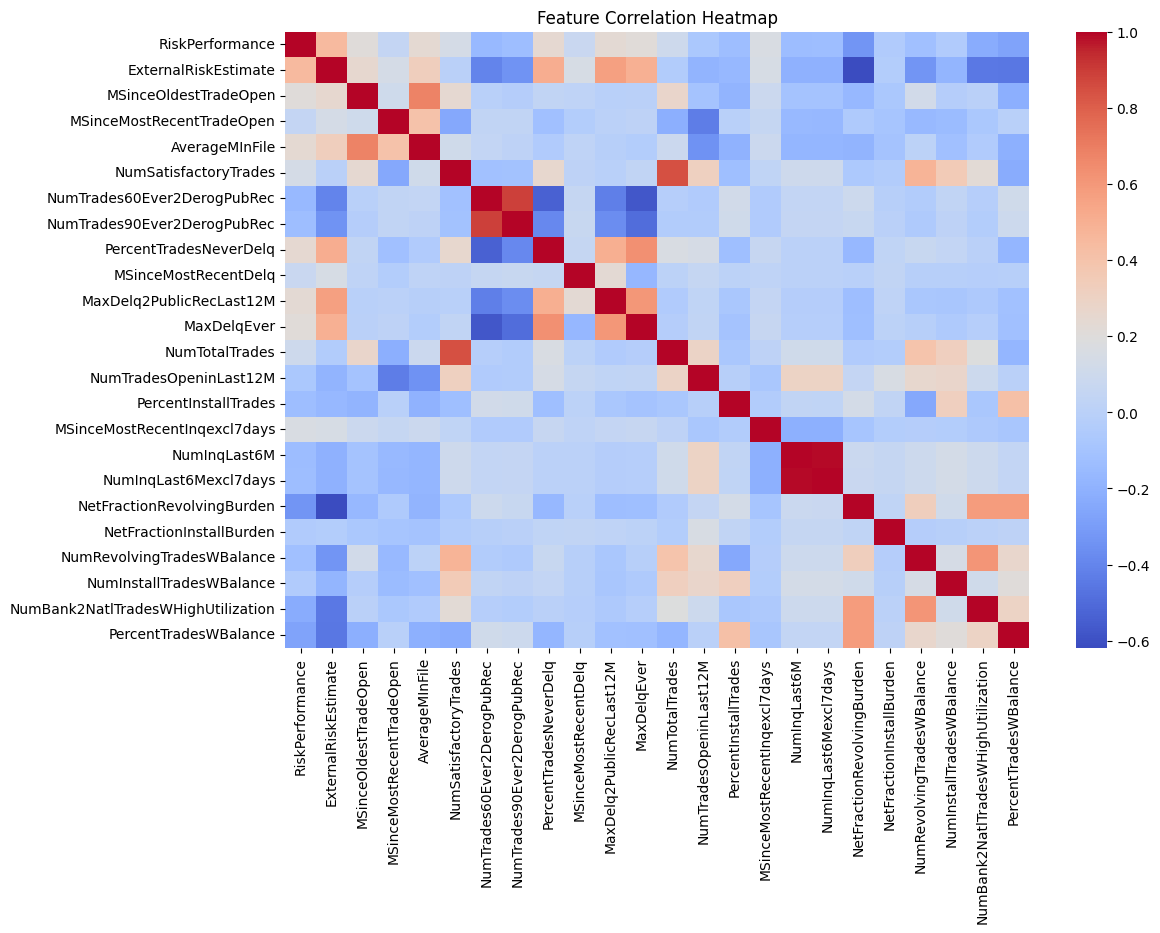 Feature Correlation Heatmap
RiskPerformance
ExternalRiskEstimate
MSinceOldestTradeOpen
MSinceMostRecentTradeOpen
AverageMInFile
NumSatisfactoryTrades
NumTrades60Ever2DerogPubRec
NumTrades90Ever2DerogPubRec
PercentTradesNeverDelq
MSinceMostRecentDelq
MaxDelq2PublicRecLast12M
MaxDelqEver
NumTotalTrades
NumTradesOpeninLast12M
PercentInstallTrades
MSinceMostRecentInqexcl7days
NumInqLast6M
NumInqLast6Mexcl7days
NetFractionRevolvingBurden
NetFractionInstallBurden
NumRevolvingTradesWBalance
NumInstallTradesWBalance
NumBank2NatlTradesWHighUtilization
PercentTradesWBalance
RiskPerformance
ExternalRiskEstimate
MSinceOldestTradeOpen
MSinceMostRecentTradeOpen
AverageMInFile
NumSatisfactoryTrades
NumTrades60Ever2DerogPubRec
NumTrades90Ever2DerogPubRec
PercentTradesNeverDelq
MSinceMostRecentDelq
MaxDelq2PublicRecLast12M
MaxDelqEver
NumTotalTrades
NumTradesOpeninLast12M
PercentInstallTrades
MSinceMostRecentInqexcl7days
NumInqLast6M
NumInqLast6Mexcl7days
NetFractionRevolvingBurden
NetFractionInstallBurden
NumRevolvingTradesWBalance
NumInstallTradesWBalance
NumBank2NatlTradesWHighUtilization
PercentTradesWBalance
1.0
0.8
0.6
0.4
0.2
0.0
−0.2
−0.4
−0.6